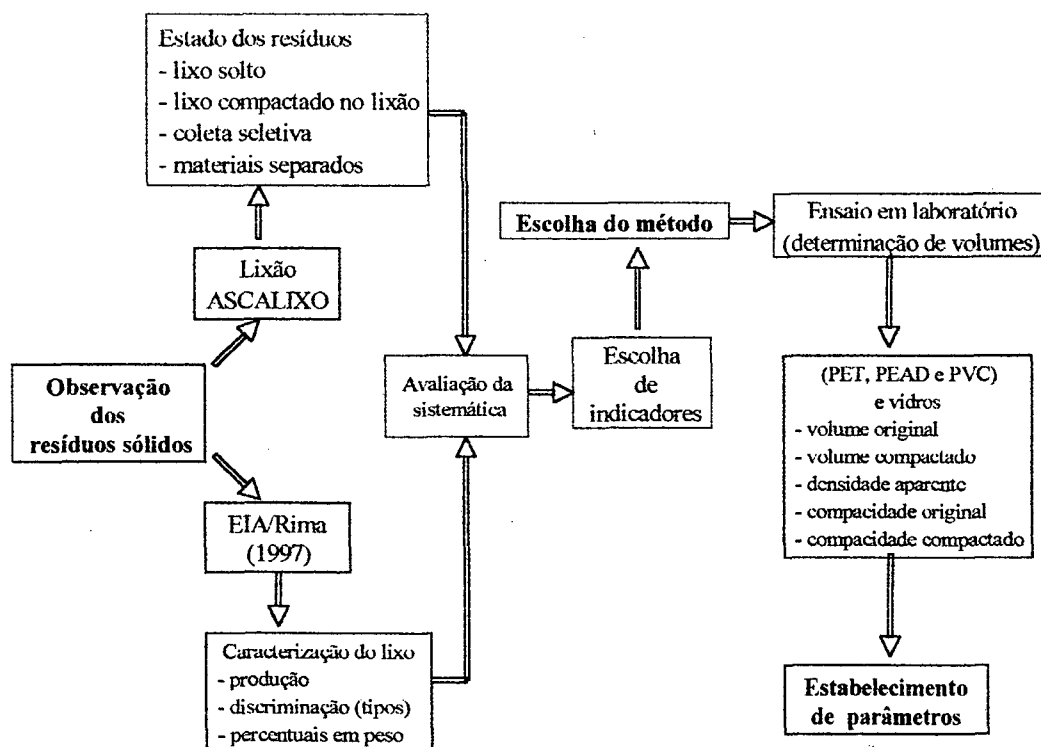 Estado dos resíduos
- lixo solto
- lixo compactado no lixão
- coleta seletiva
- materiais separados
Lixão
ASCALIXO
Observação
dos
resíduos sólidos
EIA/Rima
(1997)
Caracterização do lixo
- produção
- discriminação (tipos)
- percentuais em peso
Avaliação da
sistemática
Escolha
de
indicadores
Escolha do método
Ensaio em laboratório
(determinação de volumes)
(PET, PEAD e PVC)
e vidros
- volume original
- volume compactado
- densidade aparente
- compacidade original
- compacidade compactado
Estabelecimento
de parâmetros